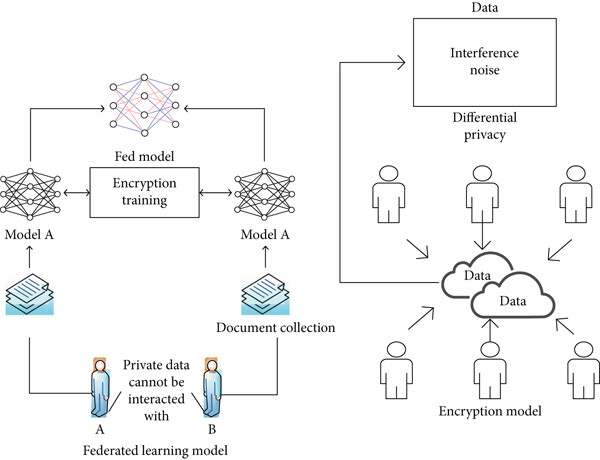 Fed model
Encryption
training
Model A
Model A
Document collection
Private data
cannot be
interacted
with
A
B
Federated learning model
Data
Interference
noise
Differential
privacy
Data
Data
Encryption model